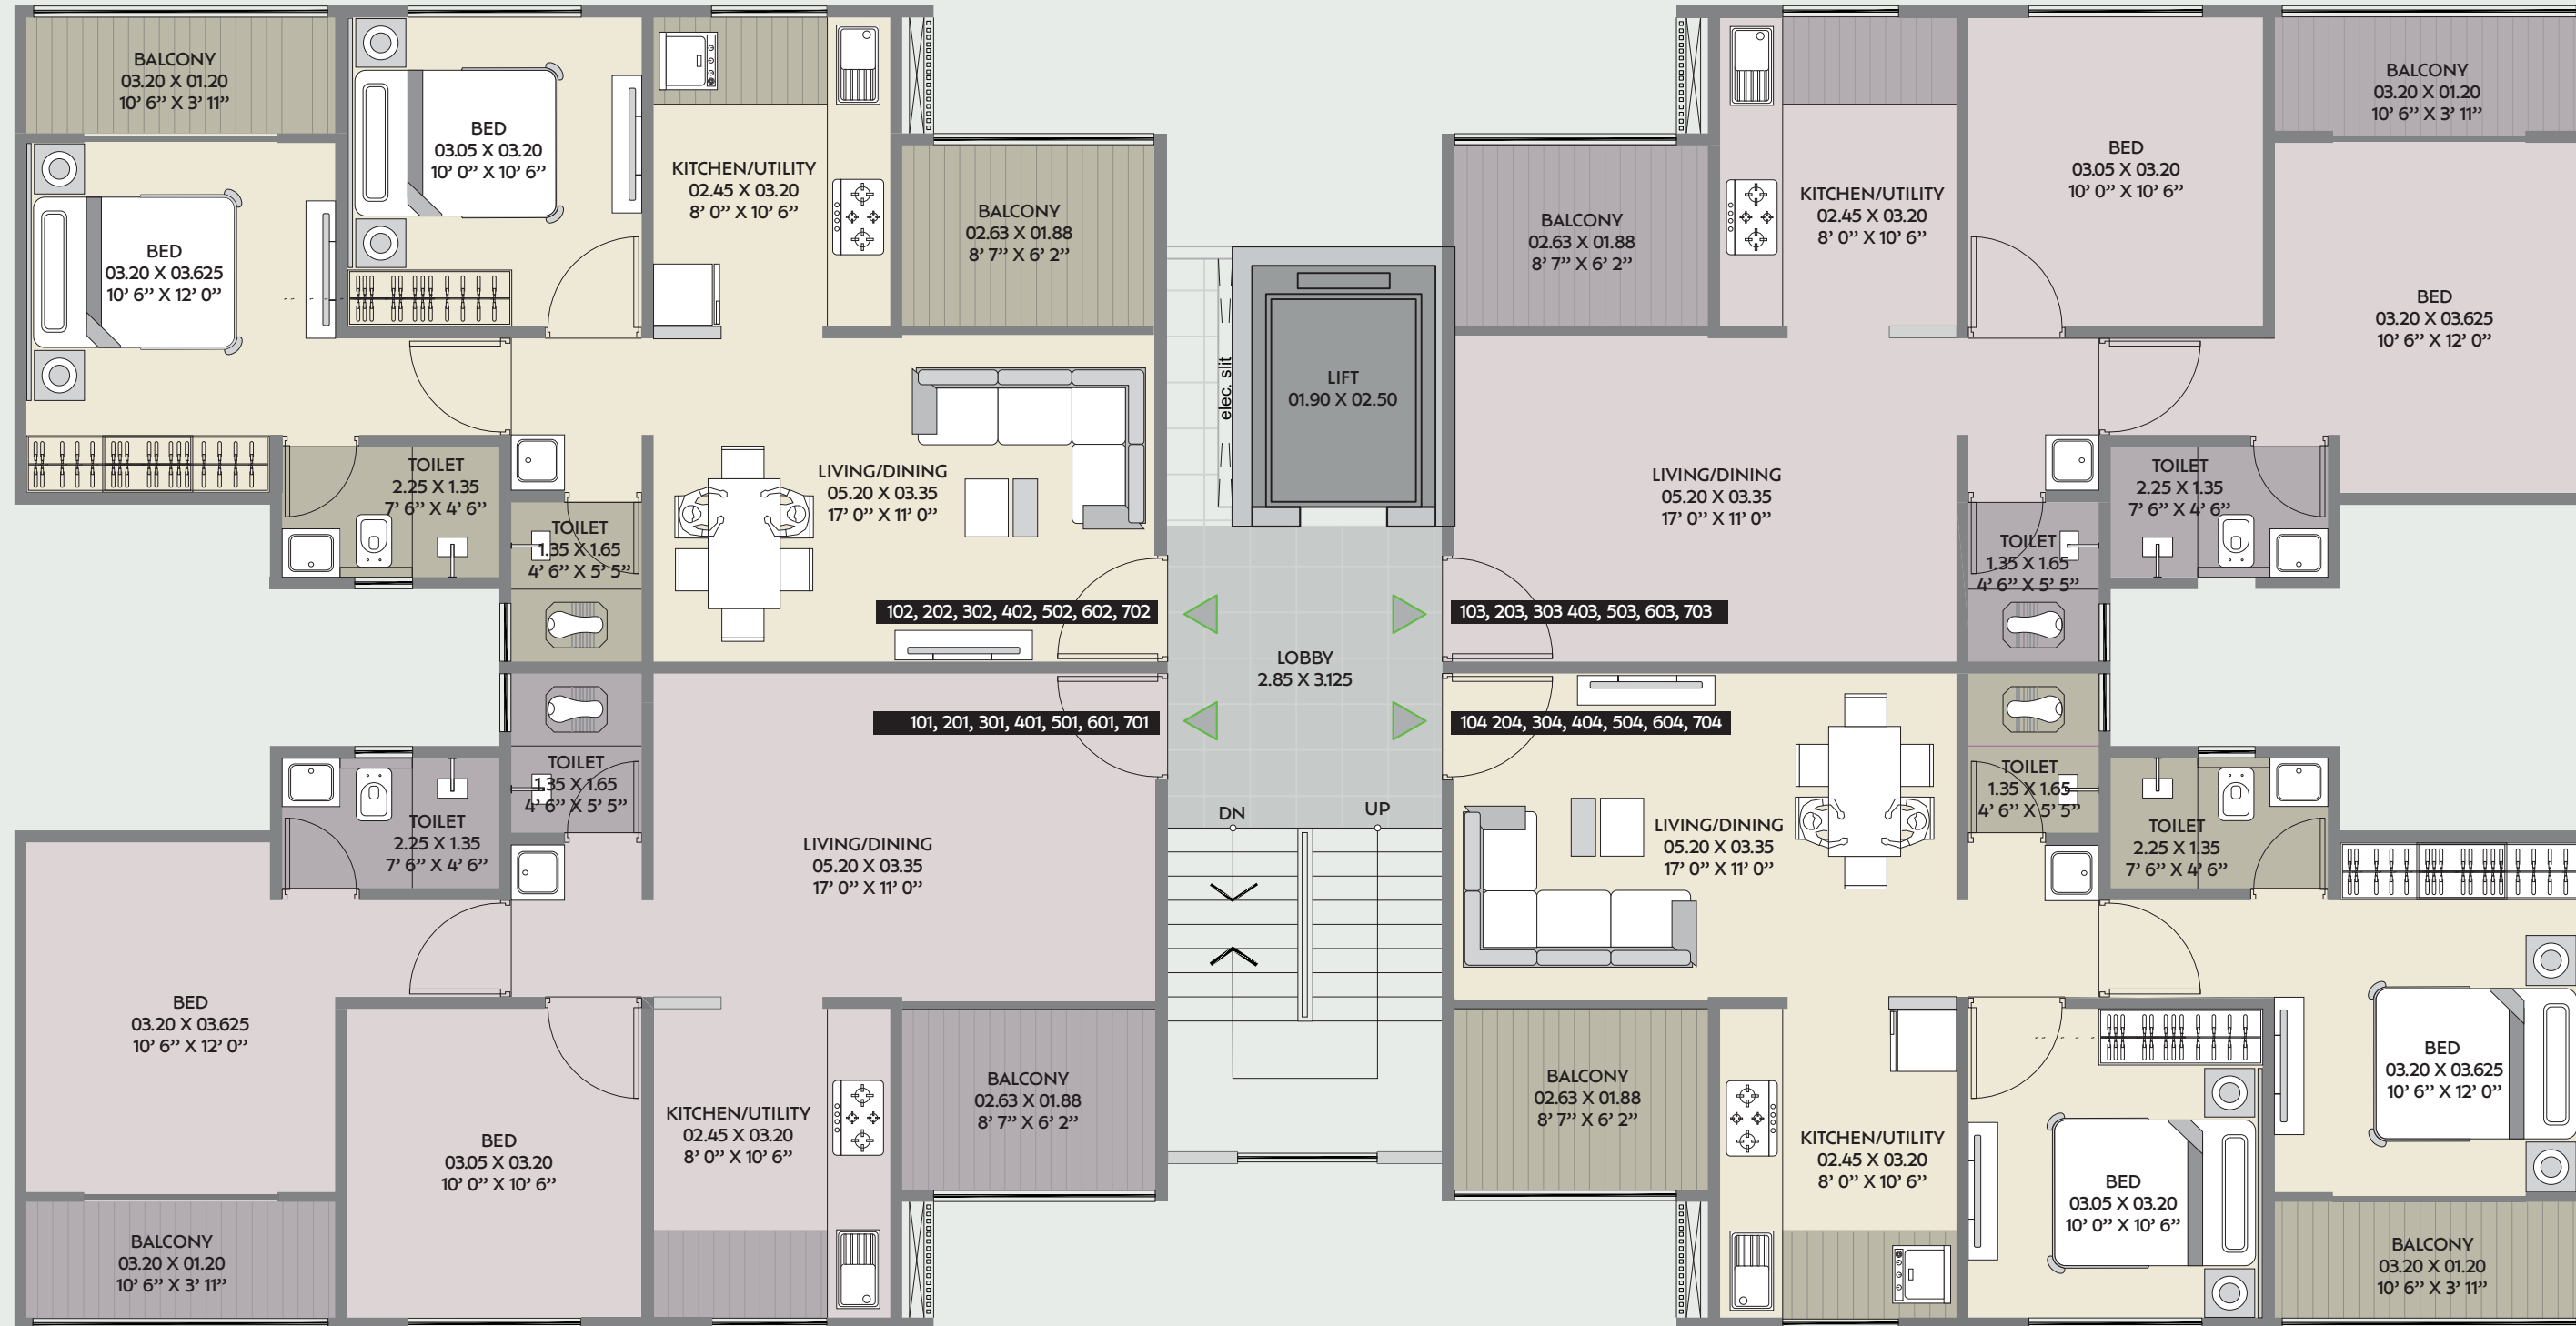 BALCONY
03.20 X 01.20
10’ 6’’ X 3’ 11’’
BED
03.05 X 03.20
10’ 0’’ X 10’ 6’’
KITCHEN/UTILITY
02.45 X 03.20
8’ 0’’ X 10’ 6’’
BALCONY
02.63 X 01.88
8’ 7’’ X 6’ 2’’
BED
03.20 X 03.625
10’ 6’’ X 12’ 0’’
TOILET
2.25 X 1.35
7’ 6’’ X 4’ 6’’
TOILET
1.35 X 1.65
4’ 6’’ X 5’ 5’’
LIVING/DINING
05.20 X 03.35
17’ 0’’ X 11’ 0’’
102, 202, 302, 402, 502, 602, 702
elec. slit
LIFT
01.90 X 02.50
BALCONY
02.63 X 01.88
8’ 7’’ X 6’ 2’’
KITCHEN/UTILITY
02.45 X 03.20
8’ 0’’ X 10’ 6’’
BED
03.05 X 03.20
10’ 0’’ X 10’ 6’’
BALCONY
03.20 X 01.20
10’ 6’’ X 3’ 11’’
BED
03.20 X 03.625
10’ 6’’ X 12’ 0’’
LIVING/DINING
05.20 X 03.35
17’ 0’’ X 11’ 0’’
TOILET
2.25 X 1.35
7’ 6’’ X 4’ 6’’
TOILET
1.35 X 1.65
4’ 6’’ X 5’ 5’’
103, 203, 303 403, 503, 603, 703
LOBBY
2.85 X 3.125
101, 201, 301, 401, 501, 601, 701
104 204, 304, 404, 504, 604, 704
DN
UP
TOILET
1.35 X 1.65
4’ 6’’ X 5’ 5’’
TOILET
2.25 X 1.35
7’ 6’’ X 4’ 6’’
LIVING/DINING
05.20 X 03.35
17’ 0’’ X 11’ 0’’
BED
03.20 X 03.625
10’ 6’’ X 12’ 0’’
BED
03.05 X 03.20
10’ 0’’ X 10’ 6’’
KITCHEN/UTILITY
02.45 X 03.20
8’ 0’’ X 10’ 6’’
BALCONY
02.63 X 01.88
8’ 7’’ X 6’ 2’’
BALCONY
03.20 X 01.20
10’ 6’’ X 3’ 11’’
LIVING/DINING
05.20 X 03.35
17’ 0’’ X 11’ 0’’
TOILET
1.35 X 1.65
4’ 6’’ X 5’ 5’’
TOILET
2.25 X 1.35
7’ 6’’ X 4’ 6’’
BALCONY
02.63 X 01.88
8’ 7’’ X 6’ 2’’
KITCHEN/UTILITY
02.45 X 03.20
8’ 0’’ X 10’ 6’’
BED
03.05 X 03.20
10’ 0’’ X 10’ 6’’
BED
03.20 X 03.625
10’ 6’’ X 12’ 0’’
BALCONY
03.20 X 01.20
10’ 6’’ X 3’ 11’’